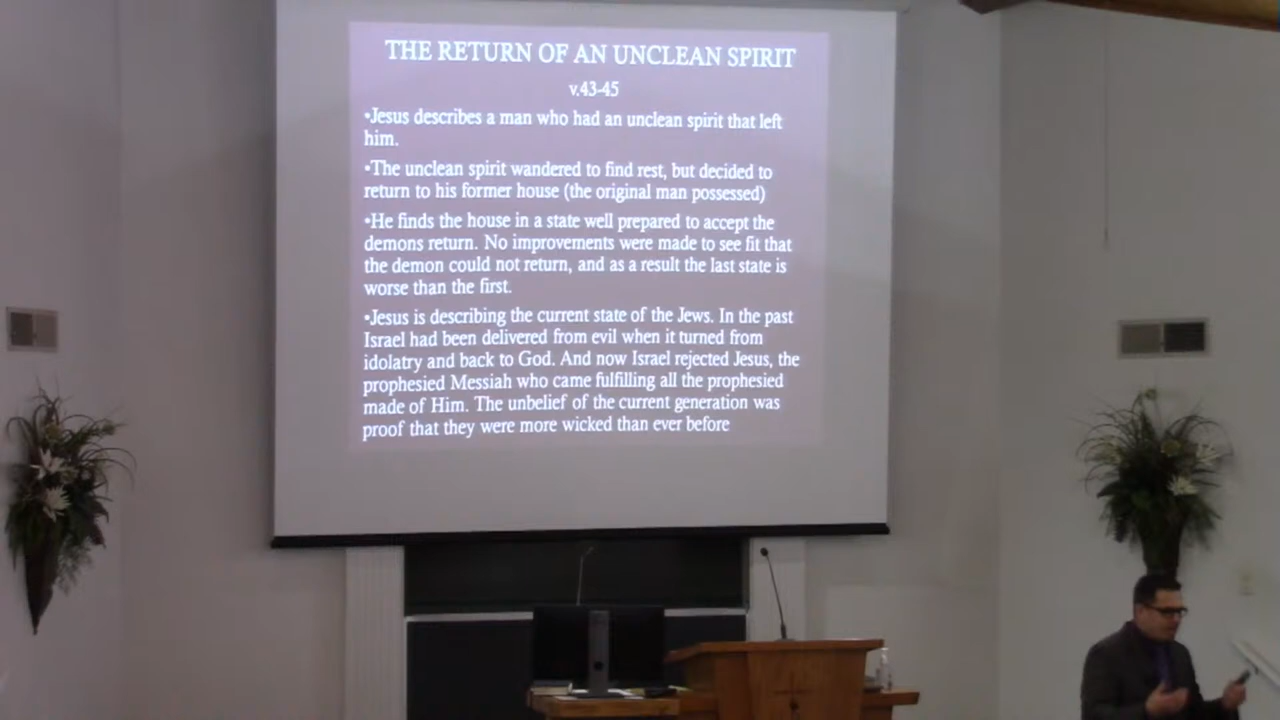 THE RETURN OF AN UNCLEAN SPIRIT
v.43-45
•Jesus describes a man who had an unclean spirit that left
him.
•The unclean spirit wandered to find rest, but decided to
return to his former house (the original man possessed)
•He finds the house in a state well prepared to accept the
demons return. No improvements were made to see fit that
the demon could not return, and as a result the last state is
worse than the first.
•Jesus is describing the current state of the Jews. In the past
Israel had been delivered from evil when it turned from
idolatry and back to God. And now Israel rejected Jesus, the
prophesied Messiah who came fulfilling all the prophesied
made of Him. The unbelief of the current generation was
proof that they were more wicked than ever before